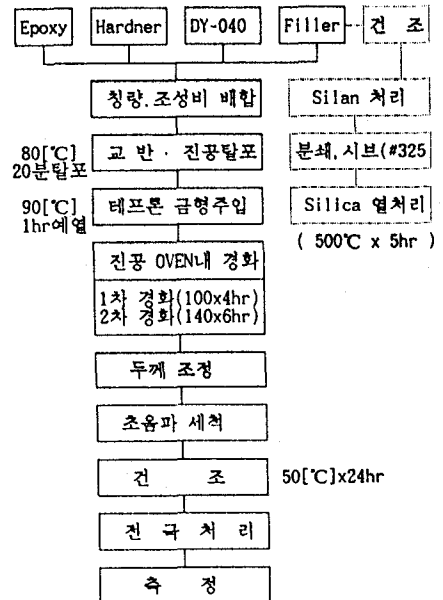 Epoxy Hardner DY-040 Filler 건 조
칭량.조성비 배합 Silan 처리
80[℃] 교 반 · 진공탈포 분쇄,시브(#325
20분탈포
90[℃] 테프론 금형주입 Silica 열처리
1hr예열
( 500℃ x 5hr )
진공 OVEN내 경화
1차 경화(100x4hr)
2차 경화(140x6hr)
두께 조정
초음파 세척
건 조 50[℃]x24hr
전 극 처 리
측 정